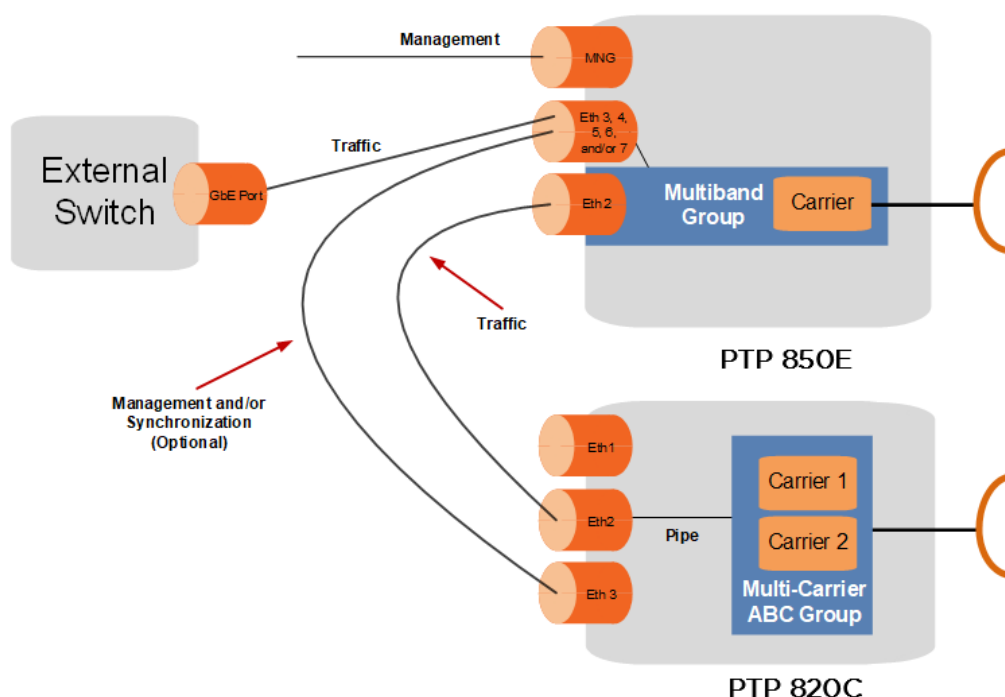 Management
MNG
Eth 3, 4,
5, 6,
and/or 7
Traffic
External
Switch
GbE Port
Eth 2
Multiband
Group
Carrier
Traffic
PTP 850E
Management and/or
Synchronization
(Optional)
Eth1
Eth2
Eth 3
Pipe
Carrier 1
Carrier 2
Multi-Carrier
ABC Group
PTP 820C